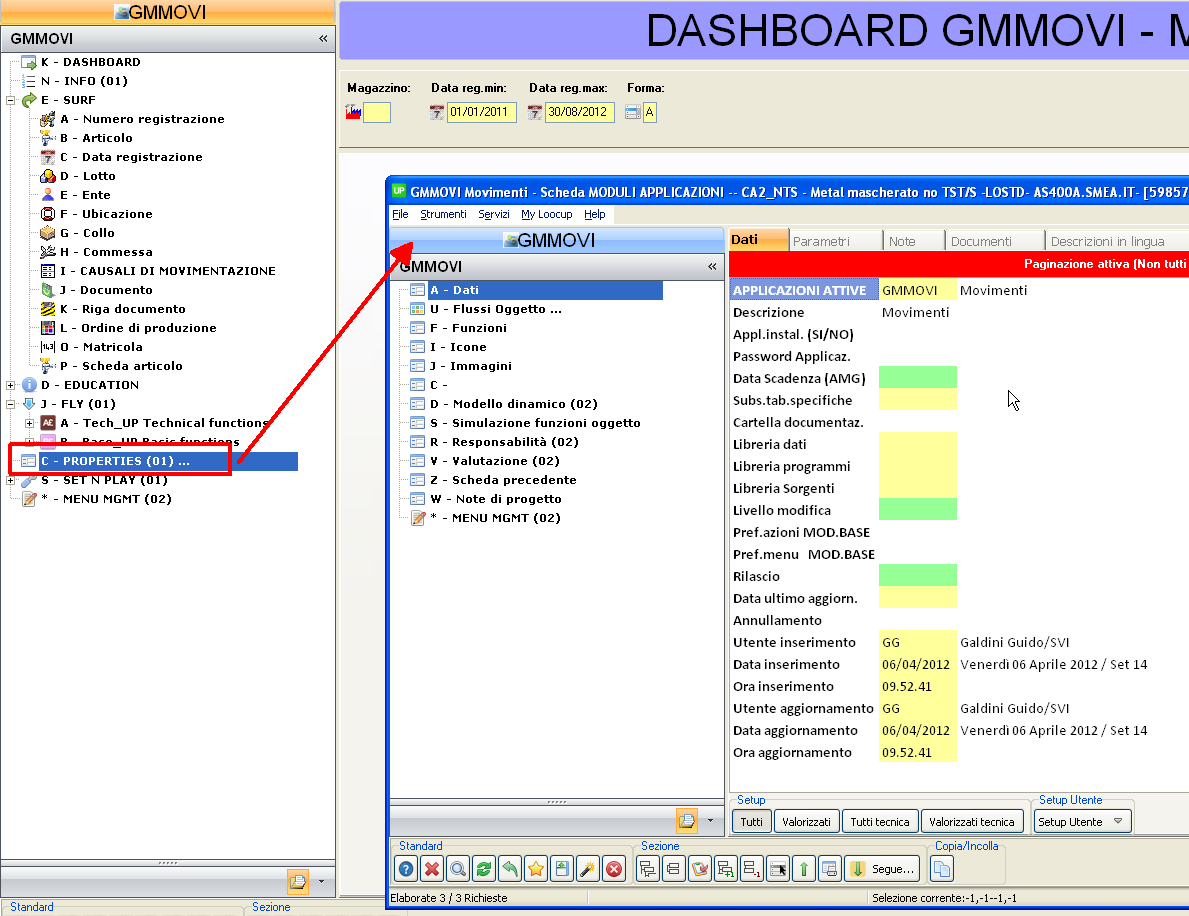 GMMOVI
GMMOVI «
K - DASHBOARD
N - INFO (01)
E - SURF
A - Numero registrazione
B - Articolo
C - Data registrazione
D - Lotto
E - Ente
F - Ubicazione
G - Collo
H - Commessa
I - CAUSALI DI MOVIMENTAZIONE
J - Documento
K - Riga documento
L - Ordine di produzione
O - Matricola
P - Scheda articolo
D - EDUCATION
J - FLY (01)
A - Tech_UP Technical functions
B - Base_UP Basic functions
C - PROPERTIES (01) ...
S - SET N PLAY (01)
* - MENU MGMT (02)
Standard Sezione
DASHBOARD GMMOVI - M
Magazzino: Data reg.min: Data reg.max: Forma:
01/01/2011 30/08/2012 A
UP GMMOVI Movimenti - Scheda MODULI APPLICAZIONI -- CA2_NTS - Metal mascherato no TST/S -LOSTD- AS400A.SMEA.IT- [59857
File Strumenti Servizi My Loocup Help
GMMOVI
GMMOVI «
A - Dati
U - Flussi Oggetto ...
F - Funzioni
I - Icone
J - Immagini
C -
D - Modello dinamico (02)
S - Simulazione funzioni oggetto
R - Responsabilità (02)
V - Valutazione (02)
Z - Scheda precedente
W - Note di progetto
* - MENU MGMT (02)
Dati Parametri Note Documenti Descrizioni in lingua
Paginazione attiva (Non tutti
APPLICAZIONI ATTIVE GMMOVI Movimenti
Descrizione Movimenti
Appl.instal. (SI/NO)
Password Applicaz.
Data Scadenza (AMG)
Subs.tab.specifiche
Cartella documentaz.
Libreria dati
Libreria programmi
Libreria Sorgenti
Livello modifica
Pref.azioni MOD.BASE
Pref.menu MOD.BASE
Rilascio
Data ultimo aggiorn.
Annullamento
Utente inserimento GG Galdini Guido/SVI
Data inserimento 06/04/2012 Venerdì 06 Aprile 2012 / Set 14
Ora inserimento 09.52.41
Utente aggiornamento GG Galdini Guido/SVI
Data aggiornamento 06/04/2012 Venerdì 06 Aprile 2012 / Set 14
Ora aggiornamento 09.52.41
Setup Setup Utente
Tutti Valorizzati Tutti tecnica Valorizzati tecnica Setup Utente
Standard Sezione Copia/Incolla
Segue...
Elaborate 3 / 3 Richieste Selezione corrente:-1,-1--1,-1